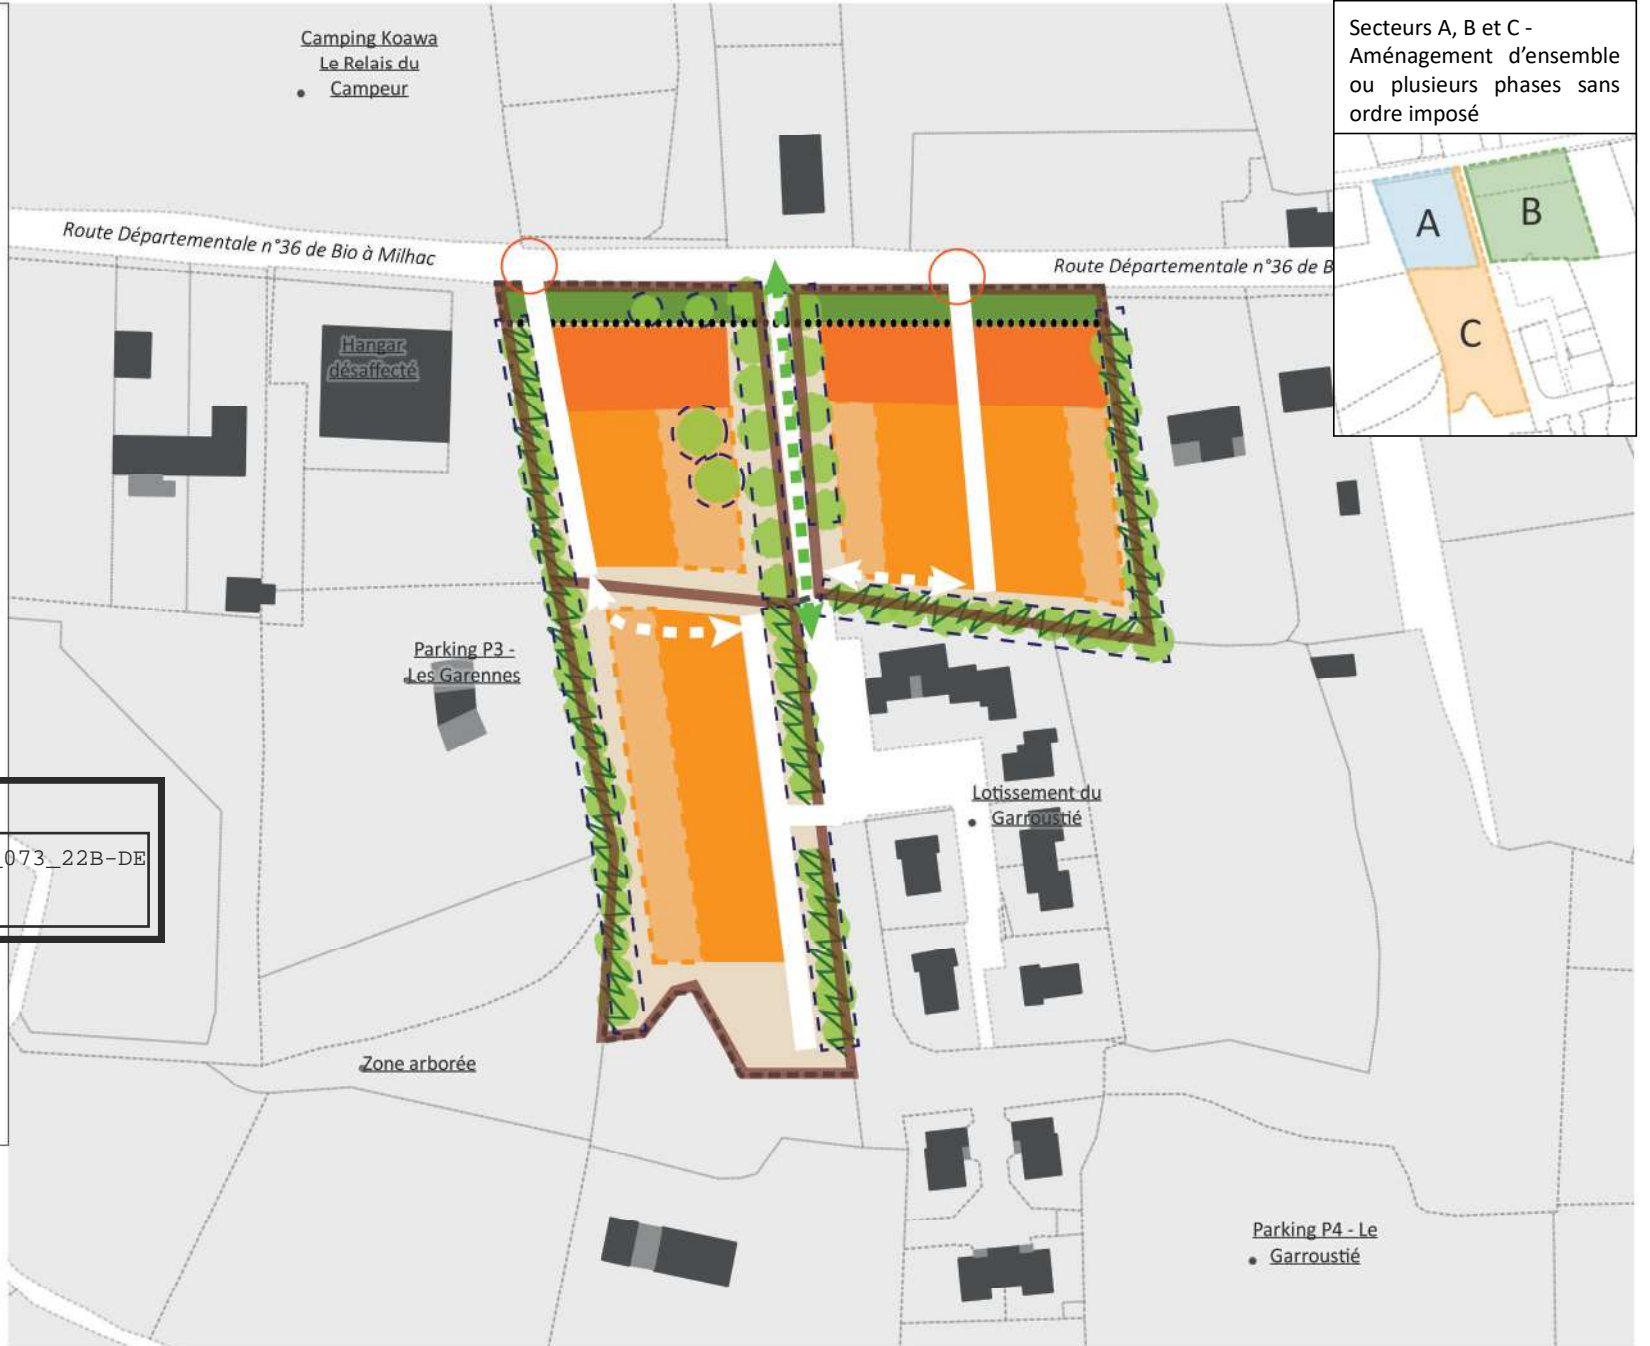 Camping Koawa
Le Relais du
Campeur
Secteurs A, B et C -
Aménagement d'ensemble
ou plusieurs phases sans
ordre imposé
A
B
C
Route Départementale n°36 de Bio à Milhac
Route Départementale n°36 de B
Hangar
désaffecté
Parking P3 -
Les Garennes
Lotissement du
Garroustié
_073_22B-DE
Zone arborée
Parking P4 - Le
Garroustié